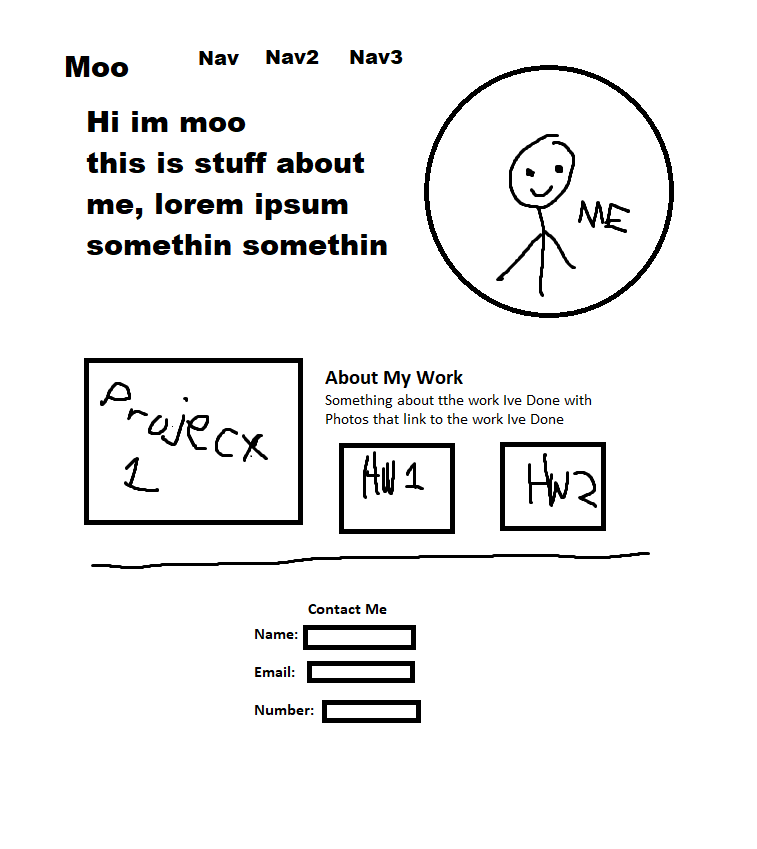 Moo
Nav Nav2 Nav3
Hi im moo
this is stuff about
me, lorem ipsum
somethin somethin
ME
Projecx
1
About My Work
Something about tthe work Ive Done with
Photos that link to the work Ive Done
HW1
HW2
Contact Me
Name:
Email:
Number: